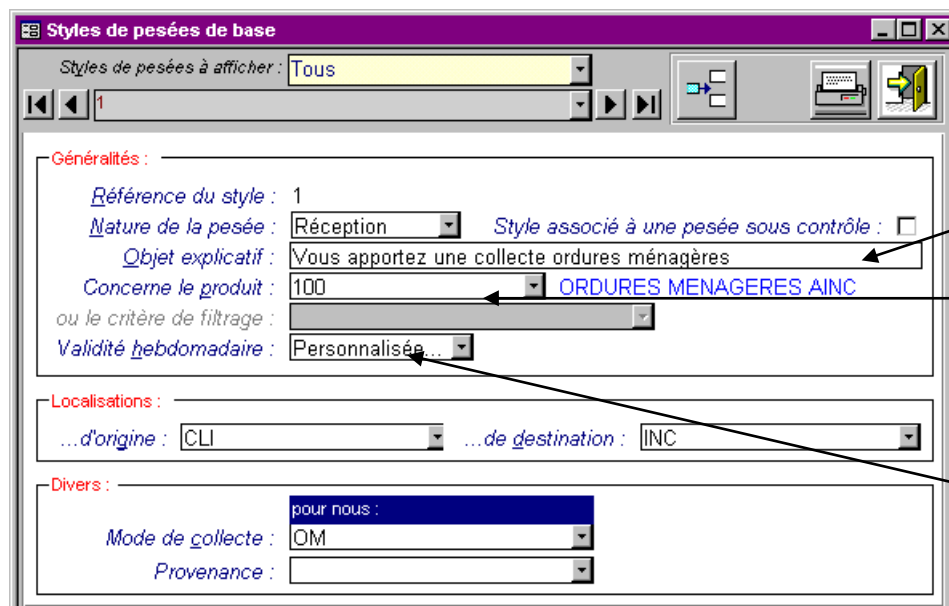 Styles de pesées de base
Styles de pesées à afficher : Tous
1
Généralités :
Référence du style : 1
Nature de la pesée : Réception Style associé à une pesée sous contrôle :
Objet explicatif : Vous apportez une collecte ordures ménagères
Concerne le produit : 100 ORDURES MENAGERES AINC
ou le critère de filtrage :
Validité hebdomadaire : Personnalisée...
Localisations :
...d'origine : CLI ...de destination : INC
Divers :
pour nous :
Mode de collecte : OM
Provenance :